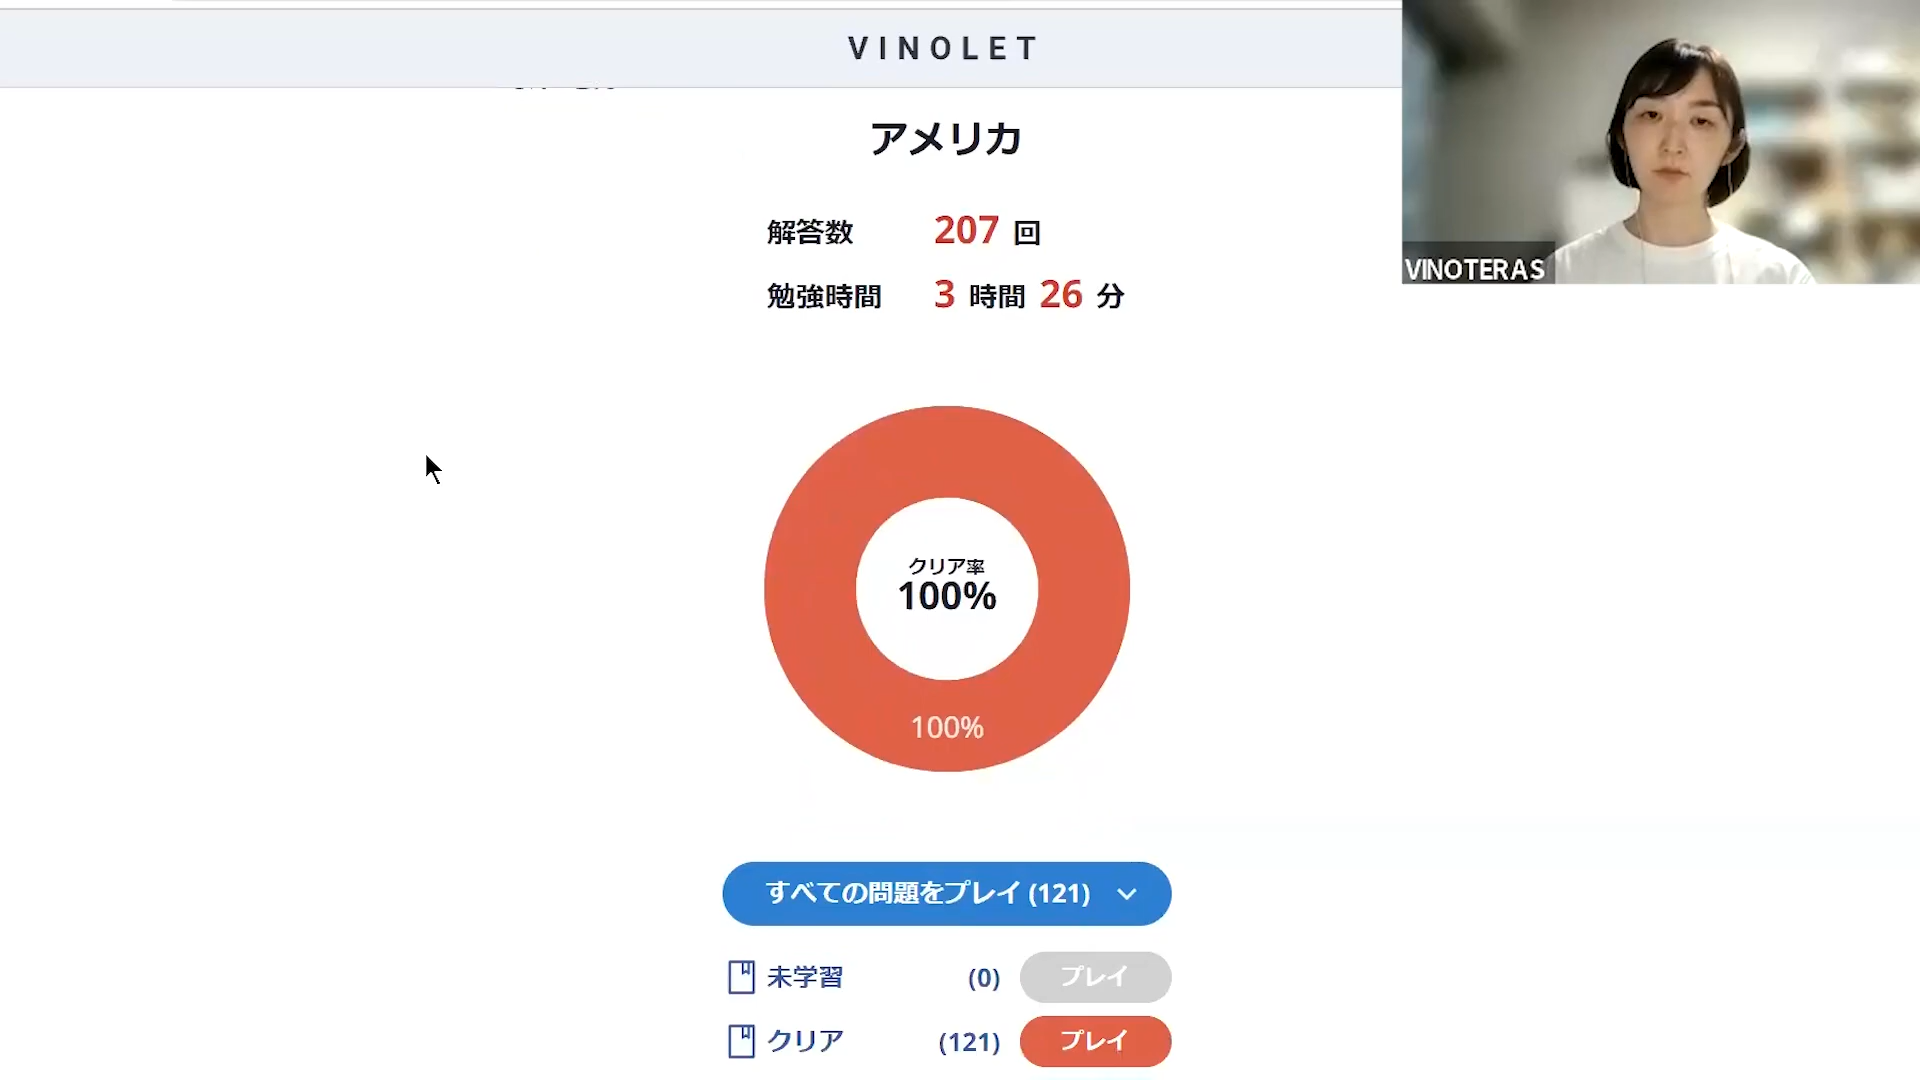 VINOLET
アメリカ
解答数 207 回
勉強時間 3 時間 26 分
クリア率
100%
100%
すべての問題をプレイ (121)
未学習 (0) プレイ
クリア (121) プレイ
VINOTERAS